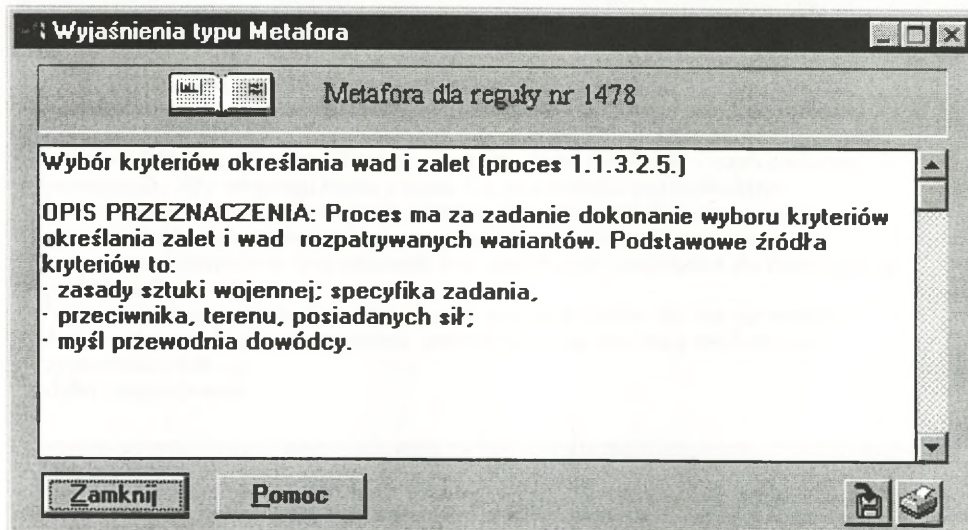 Wyjaśnienia typu Metafora
Metafora dla reguły nr 1478
Wybór kryteriów określania wad i zalet (proces 1.1.3.2.5.)
OPIS PRZEZNACZENIA: Proces ma za zadanie dokonanie wyboru kryteriów
określania zalet i wad rozpatrywanych wariantów. Podstawowe źródła
kryteriów to:
- zasady sztuki wojennej; specyfika zadania,
- przeciwnika, terenu, posiadanych sił;
- myśl przewodnia dowódcy.
Zamknij Pomoc